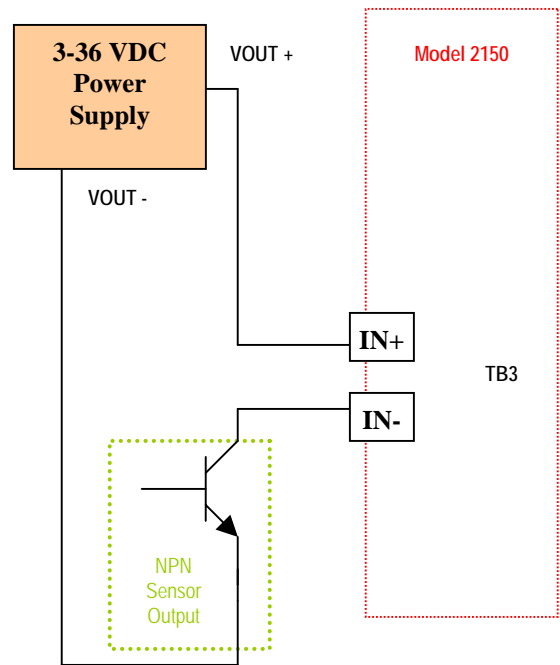 3-36 VDC
Power
Supply
VOUT +
Model 2150
VOUT -
IN+
TB3
IN-
NPN
Sensor
Output